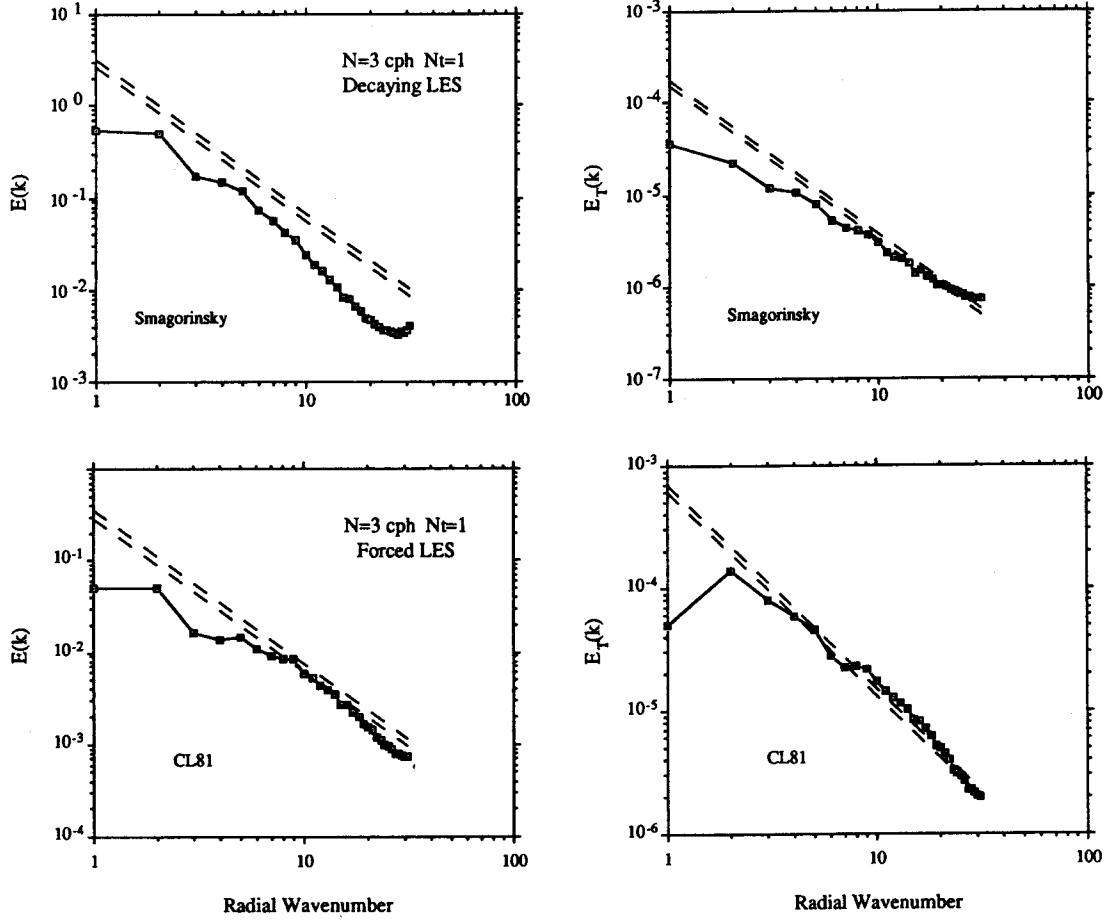 10^1
10^0
10^-1
10^-2
10^-3
E(k)
N=3 cph Nt=1
Decaying LES
Smagorinsky
1
10
100
10^-3
10^-4
10^-5
10^-6
10^-7
E_T(k)
Smagorinsky
1
10
100
10^-1
10^-2
10^-3
10^-4
E(k)
N=3 cph Nt=1
Forced LES
CL81
1
10
100
Radial Wavenumber
10^-3
10^-4
10^-5
10^-6
E_T(k)
CL81
1
10
100
Radial Wavenumber